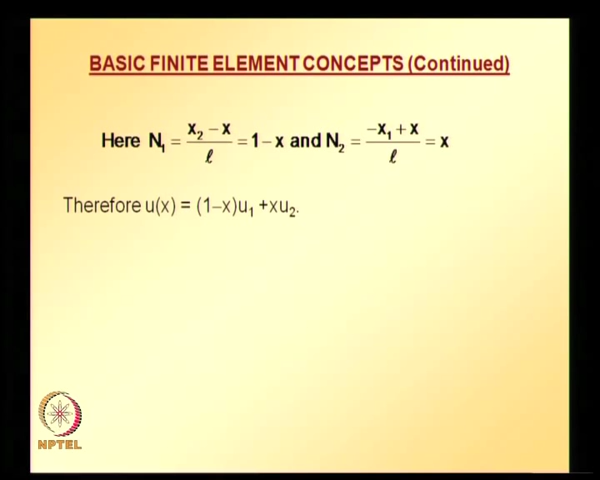 BASIC FINITE ELEMENT CONCEPTS (Continued)
Here N₁ = (x₂ − x)/ℓ = 1 − x and N₂ = (−x₁ + x)/ℓ = x
Therefore u(x) = (1−x)u₁ +xu₂.
NPTEL